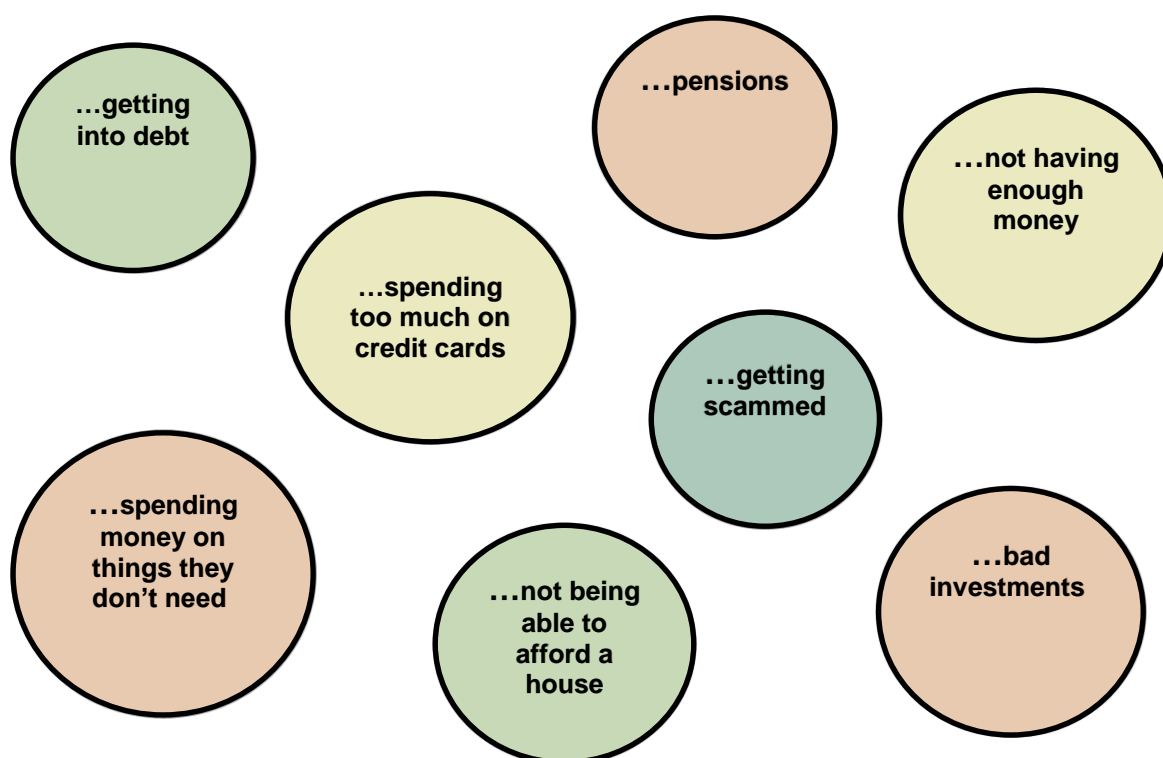 ...getting
into debt
...pensions
...not having
enough
money
...spending
too much on
credit cards
...getting
scammed
...spending
money on
things they
don’t need
...not being
able to
afford a
house
...bad
investments